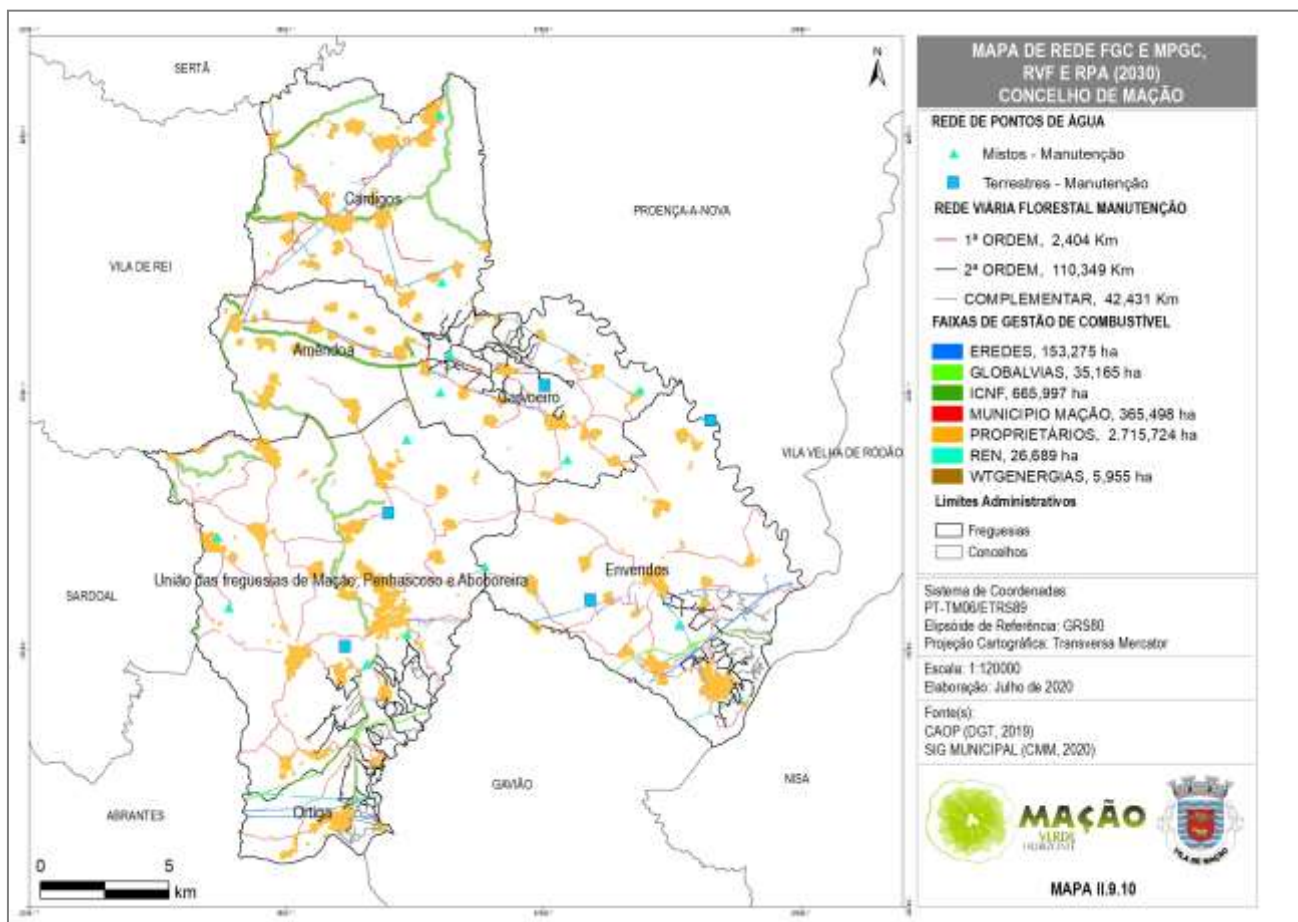 SERTÃ
N
PROENÇA-A-NOVA
Cardigos
VILA DE REI
Amêndoa
Carvoeiro
VILA VELHA DE RÓDÃO
União das freguesias de Mação, Penhascoso e Aboboreira
Envendos
SARDOAL
GAVIÃO
NISA
ABRANTES
Ortiga
0 5
km
MAPA DE REDE FGC E MPGC,
RVF E RPA (2030)
CONCELHO DE MAÇÃO
REDE DE PONTOS DE ÁGUA
Mistos - Manutenção
Terrestres - Manutenção
REDE VIÁRIA FLORESTAL MANUTENÇÃO
1ª ORDEM, 2,404 Km
2ª ORDEM, 110,349 Km
COMPLEMENTAR, 42,431 Km
FAIXAS DE GESTÃO DE COMBUSTÍVEL
EREDES, 153,275 ha
GLOBALVIAS, 35,165 ha
ICNF, 665,997 ha
MUNICIPIO MAÇÃO, 365,498 ha
PROPRIETÁRIOS, 2.715,724 ha
REN, 26,689 ha
WTGENERGIAS, 5,955 ha
Limites Administrativos
Freguesias
Concelhos
Sistema de Coordenadas:
PT-TM06/ETRS89
Elipsóide de Referência: GRS80
Projeção Cartográfica: Transversa Mercator
Escala: 1:120000
Elaboração: Julho de 2020
Fonte(s):
CAOP (DGT, 2019)
SIG MUNICIPAL (CMM, 2020)
MAÇÃO
VERDE
HORIZONTE
VILA DE MAÇÃO
MAPA II.9.10